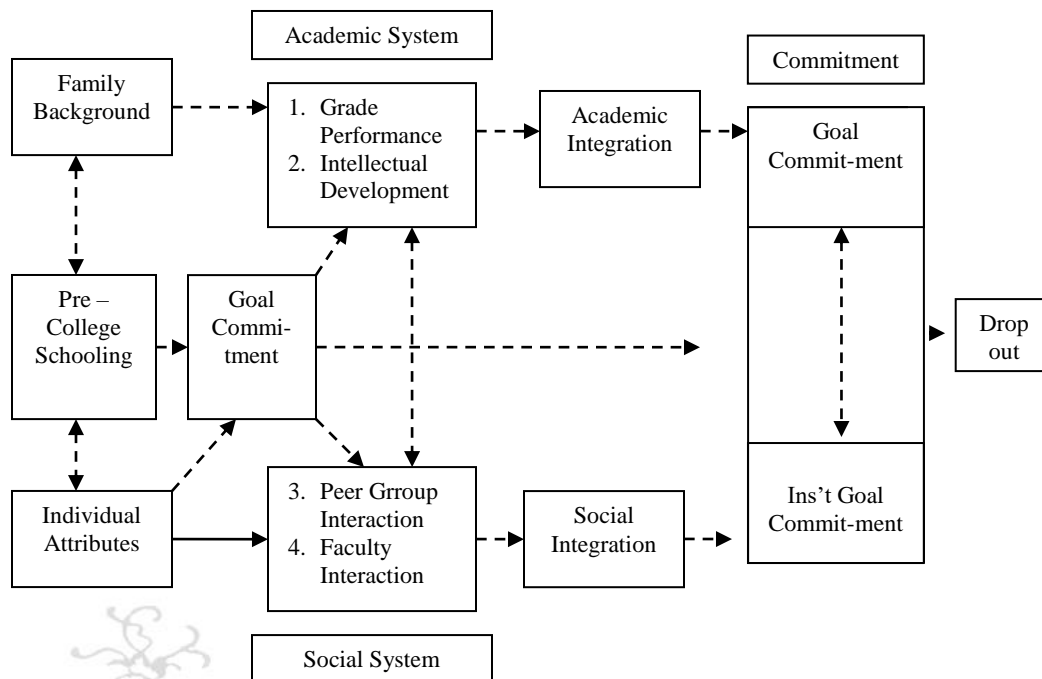 Academic System
Commitment
Family
Background
1. Grade
Performance
2. Intellectual
Development
Academic
Integration
Goal
Commit-ment
Pre –
College
Schooling
Goal
Commi-
tment
Drop
out
Individual
Attributes
3. Peer Grroup
Interaction
4. Faculty
Interaction
Social
Integration
Ins’t Goal
Commit-ment
Social System